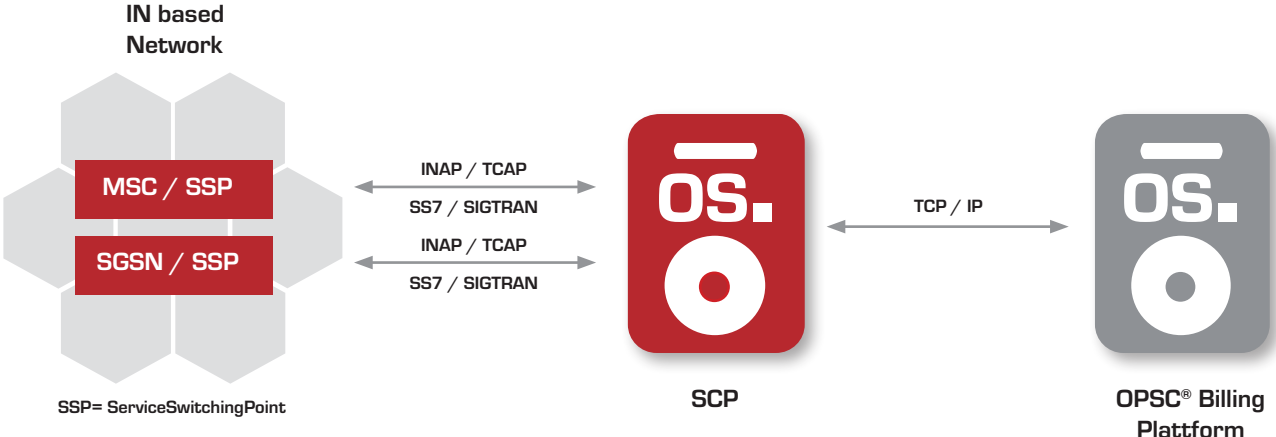 IN based
Network
MSC / SSP
SGSN / SSP
SSP= ServiceSwitchingPoint
INAP / TCAP
SS7 / SIGTRAN
INAP / TCAP
SS7 / SIGTRAN
OS.
SCP
TCP / IP
OS.
OPSC® Billing
Plattform